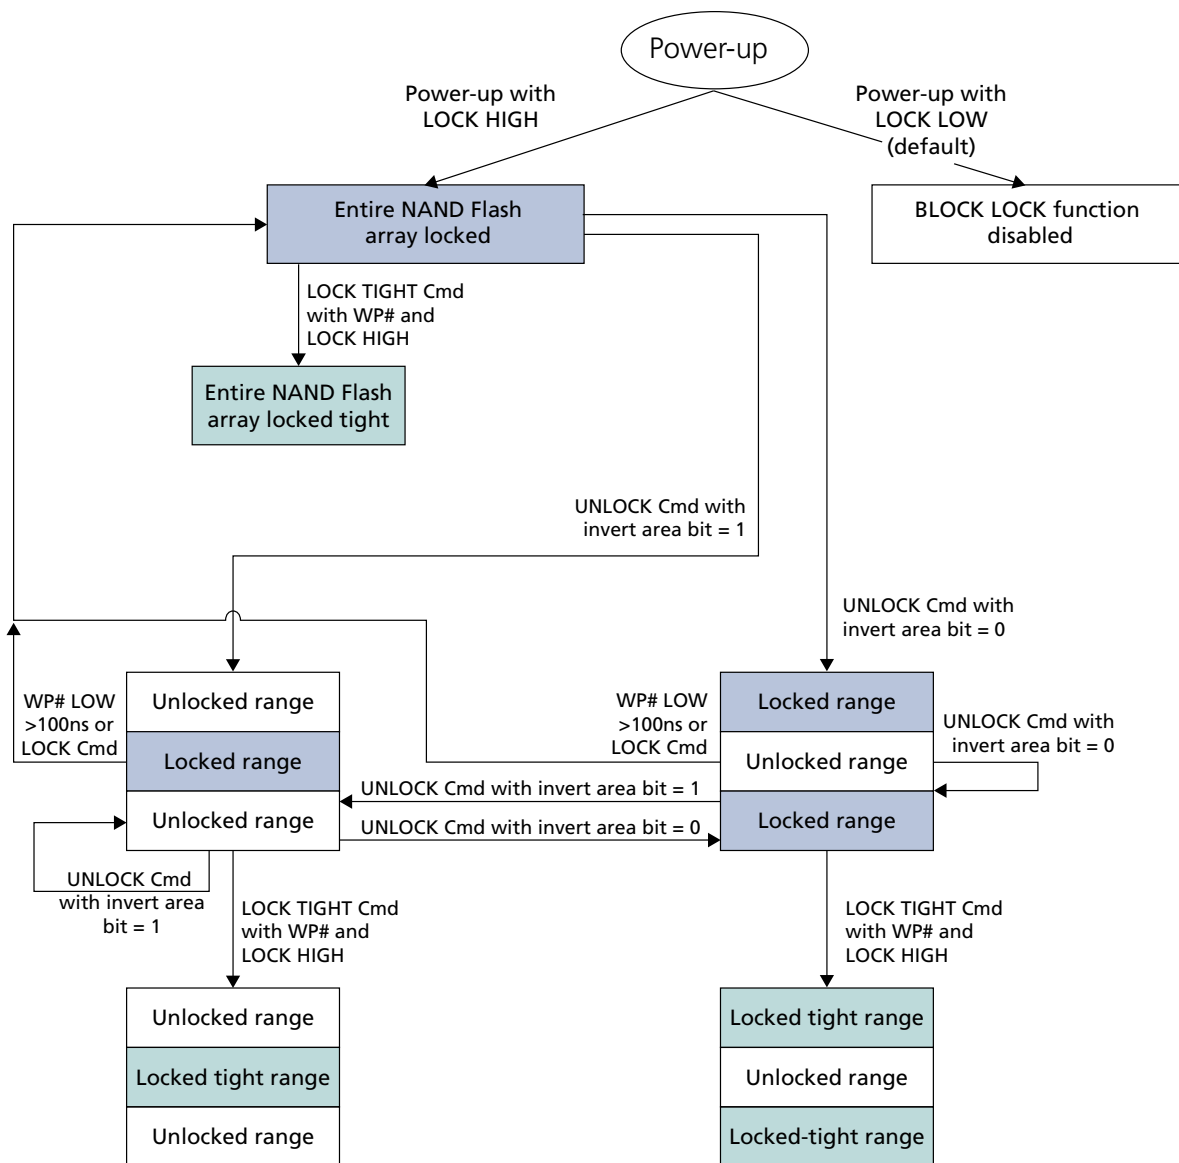 Power-up
Power-up with
LOCK HIGH
Power-up with
LOCK LOW
(default)
Entire NAND Flash
array locked
BLOCK LOCK function
disabled
LOCK TIGHT Cmd
with WP# and
LOCK HIGH
Entire NAND Flash
array locked tight
UNLOCK Cmd with
invert area bit = 1
UNLOCK Cmd with
invert area bit = 0
WP# LOW
>100ns or
LOCK Cmd
Unlocked range
Locked range
Unlocked range
WP# LOW
>100ns or
LOCK Cmd
Locked range
Unlocked range
Locked range
UNLOCK Cmd with
invert area bit = 0
UNLOCK Cmd with invert area bit = 1
UNLOCK Cmd with invert area bit = 0
UNLOCK Cmd
with invert area
bit = 1
LOCK TIGHT Cmd
with WP# and
LOCK HIGH
LOCK TIGHT Cmd
with WP# and
LOCK HIGH
Unlocked range
Locked tight range
Unlocked range
Locked tight range
Unlocked range
Locked-tight range